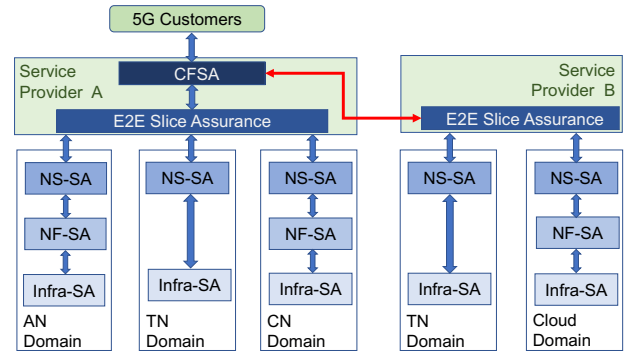 5G Customers
Service
Provider A
CFSA
E2E Slice Assurance
Service
Provider B
E2E Slice Assurance
NS-SA
NF-SA
Infra-SA
AN
Domain
NS-SA
Infra-SA
TN
Domain
NS-SA
NF-SA
Infra-SA
CN
Domain
NS-SA
Infra-SA
TN
Domain
NS-SA
NF-SA
Infra-SA
Cloud
Domain